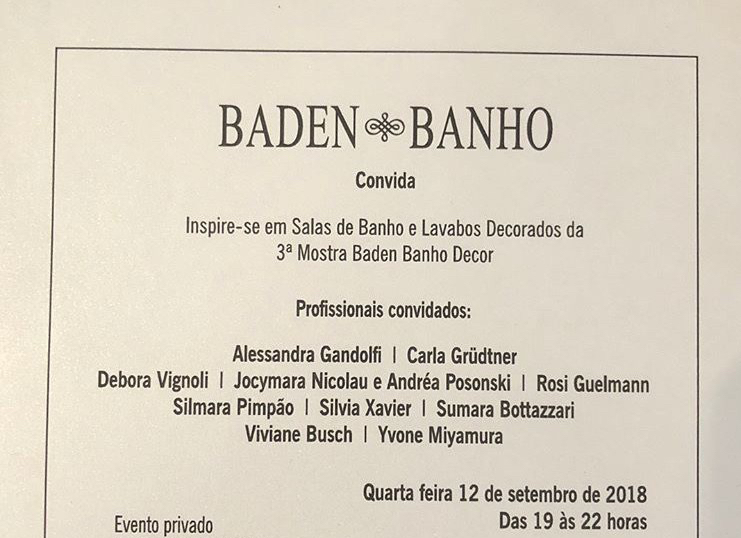 BADEN BANHO
Convida
Inspire-se em Salas de Banho e Lavabos Decorados da
3ª Mostra Baden Banho Decor
Profissionais convidados:
Alessandra Gandolfi | Carla Grüdtner
Debora Vignoli | Jocymara Nicolau e Andréa Posonski | Rosi Guelmann
Silmara Pimpão | Silvia Xavier | Sumara Bottazzari
Viviane Busch | Yvone Miyamura
Quarta feira 12 de setembro de 2018
Evento privado Das 19 às 22 horas